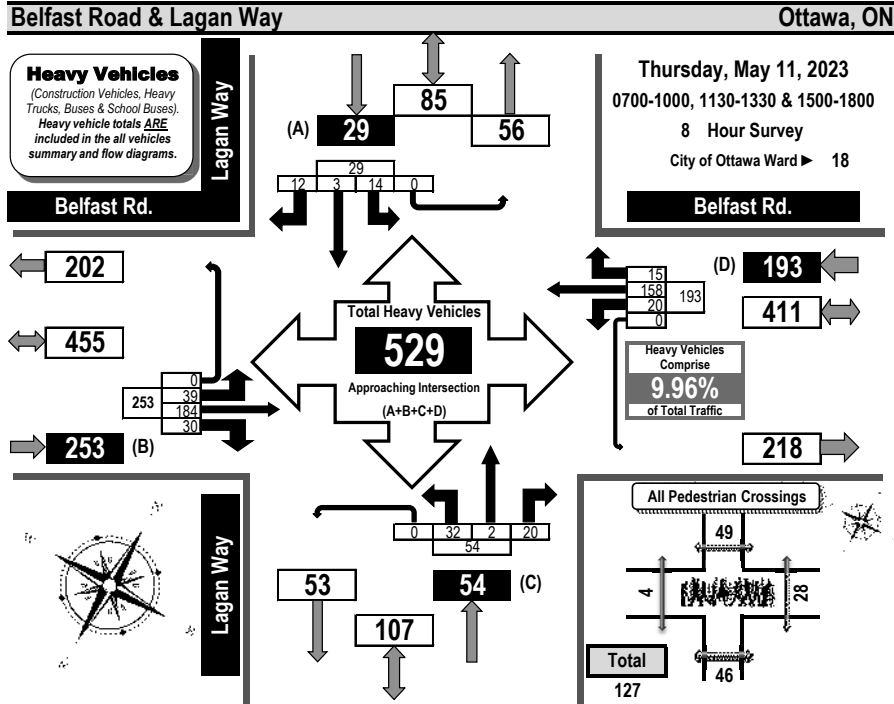 Belfast Road & Lagan Way
Ottawa, ON
Heavy Vehicles
(Construction Vehicles, Heavy
Trucks, Buses & School Buses).
Heavy vehicle totals ARE
included in the all vehicles
summary and flow diagrams.
Lagan Way
Belfast Rd.
85
(A) 29
56
29
12 3 14 0
Thursday, May 11, 2023
0700-1000, 1130-1330 & 1500-1800
8 Hour Survey
City of Ottawa Ward ► 18
Belfast Rd.
202
455
253
0
39
184
30
253 (B)
Total Heavy Vehicles
529
Approaching Intersection
(A+B+C+D)
15
158
20
0
193
(D) 193
411
Heavy Vehicles
Comprise
9.96%
of Total Traffic
218
Lagan Way
0 32 2 20
54
53
54 (C)
107
All Pedestrian Crossings
49
4
28
46
Total
127